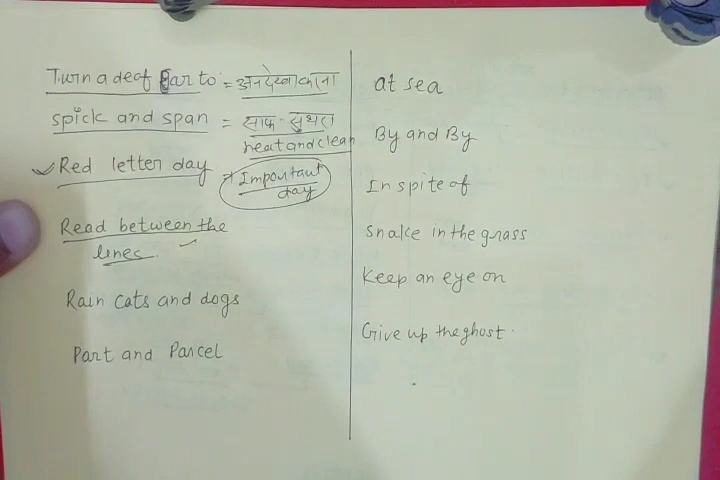 Turn a deaf Ear to = अनदेखा करना
spick and span = साफ-सुथरा
neat and clean
Red letter day → Important
day
Read between the
lines.
Rain cats and dogs
Part and Parcel
at sea
By and By
In spite of
snake in the grass
Keep an eye on
Give up the ghost.